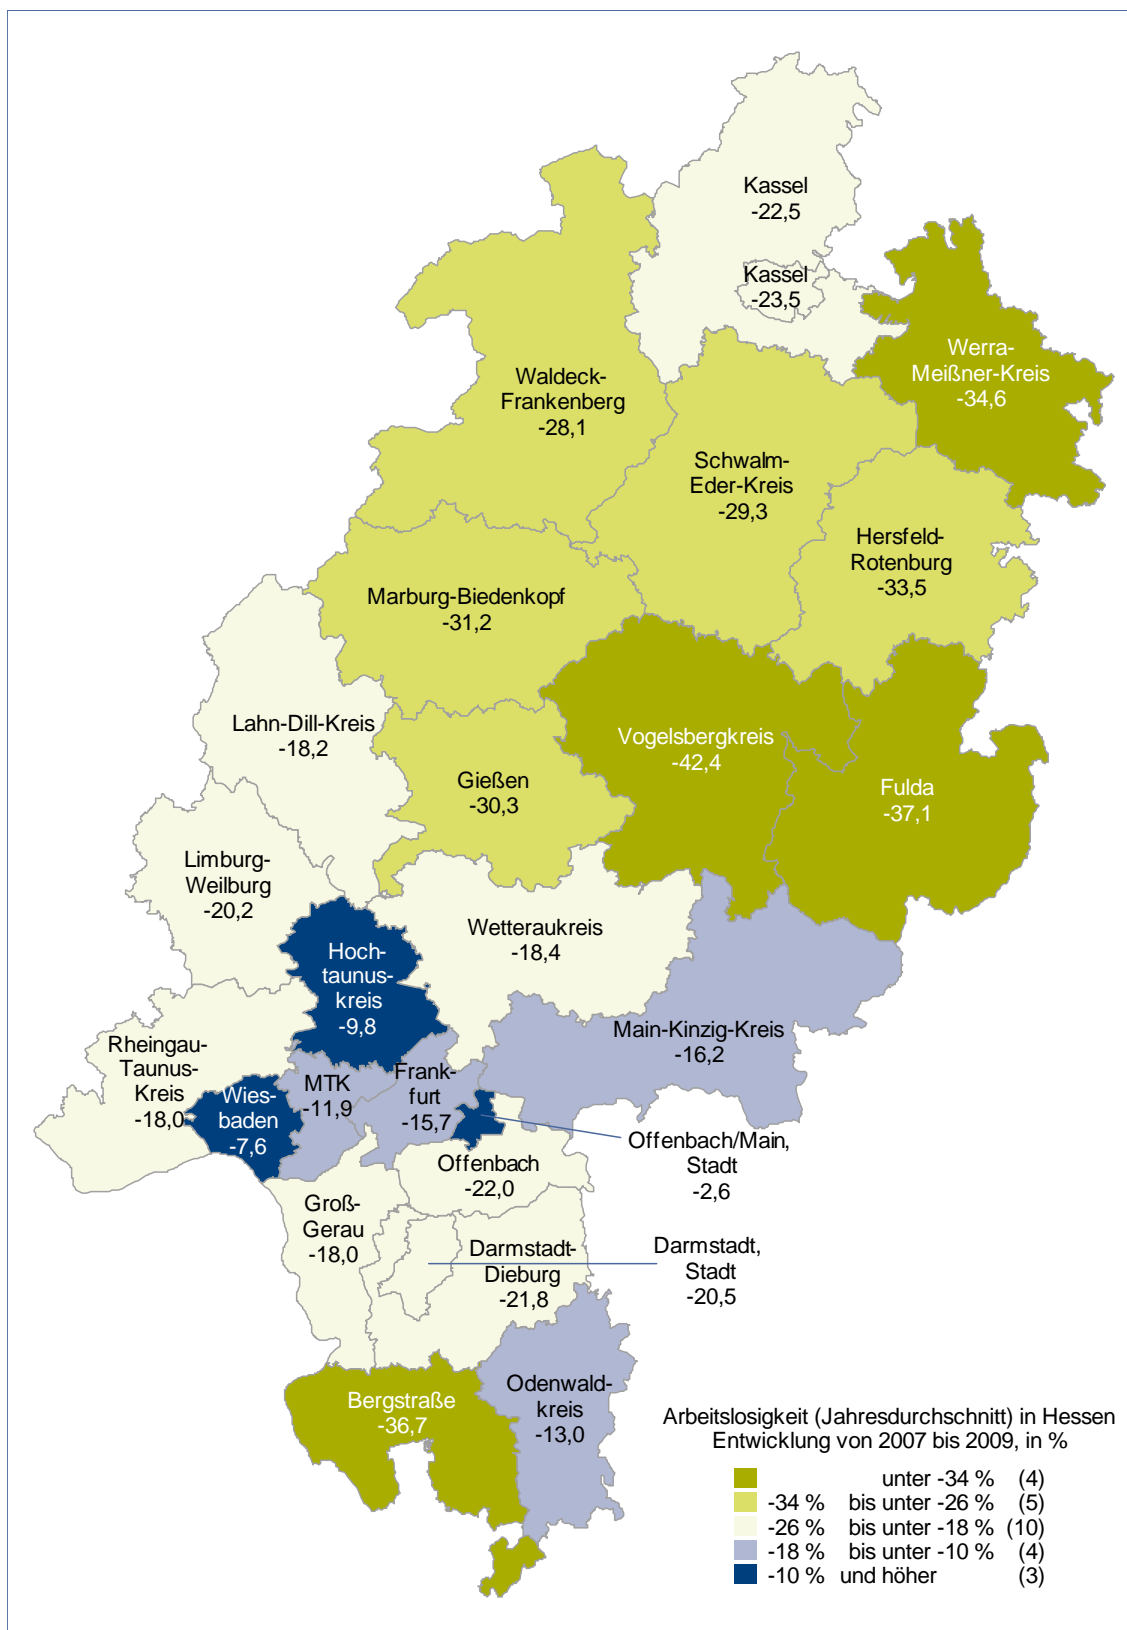 Kassel
-22,5
Kassel
-23,5
Werra-
Meißner-Kreis
-34,6
Waldeck-
Frankenberg
-28,1
Schwalm-
Eder-Kreis
-29,3
Hersfeld-
Rotenburg
-33,5
Marburg-Biedenkopf
-31,2
Lahn-Dill-Kreis
-18,2
Vogelsbergkreis
-42,4
Gießen
-30,3
Fulda
-37,1
Limburg-
Weilburg
-20,2
Wetteraukreis
-18,4
Hoch-
taunus-
kreis
-9,8
Main-Kinzig-Kreis
-16,2
Rheingau-
Taunus-
Kreis
-18,0
Wies-
baden
-7,6
MTK
-11,9
Frank-
furt
-15,7
Offenbach/Main,
Stadt
-2,6
Offenbach
-22,0
Groß-
Gerau
-18,0
Darmstadt-
Dieburg
-21,8
Darmstadt,
Stadt
-20,5
Bergstraße
-36,7
Odenwald-
kreis
-13,0
Arbeitslosigkeit (Jahresdurchschnitt) in Hessen
Entwicklung von 2007 bis 2009, in %
unter -34 % (4)
-34 % bis unter -26 % (5)
-26 % bis unter -18 % (10)
-18 % bis unter -10 % (4)
-10 % und höher (3)